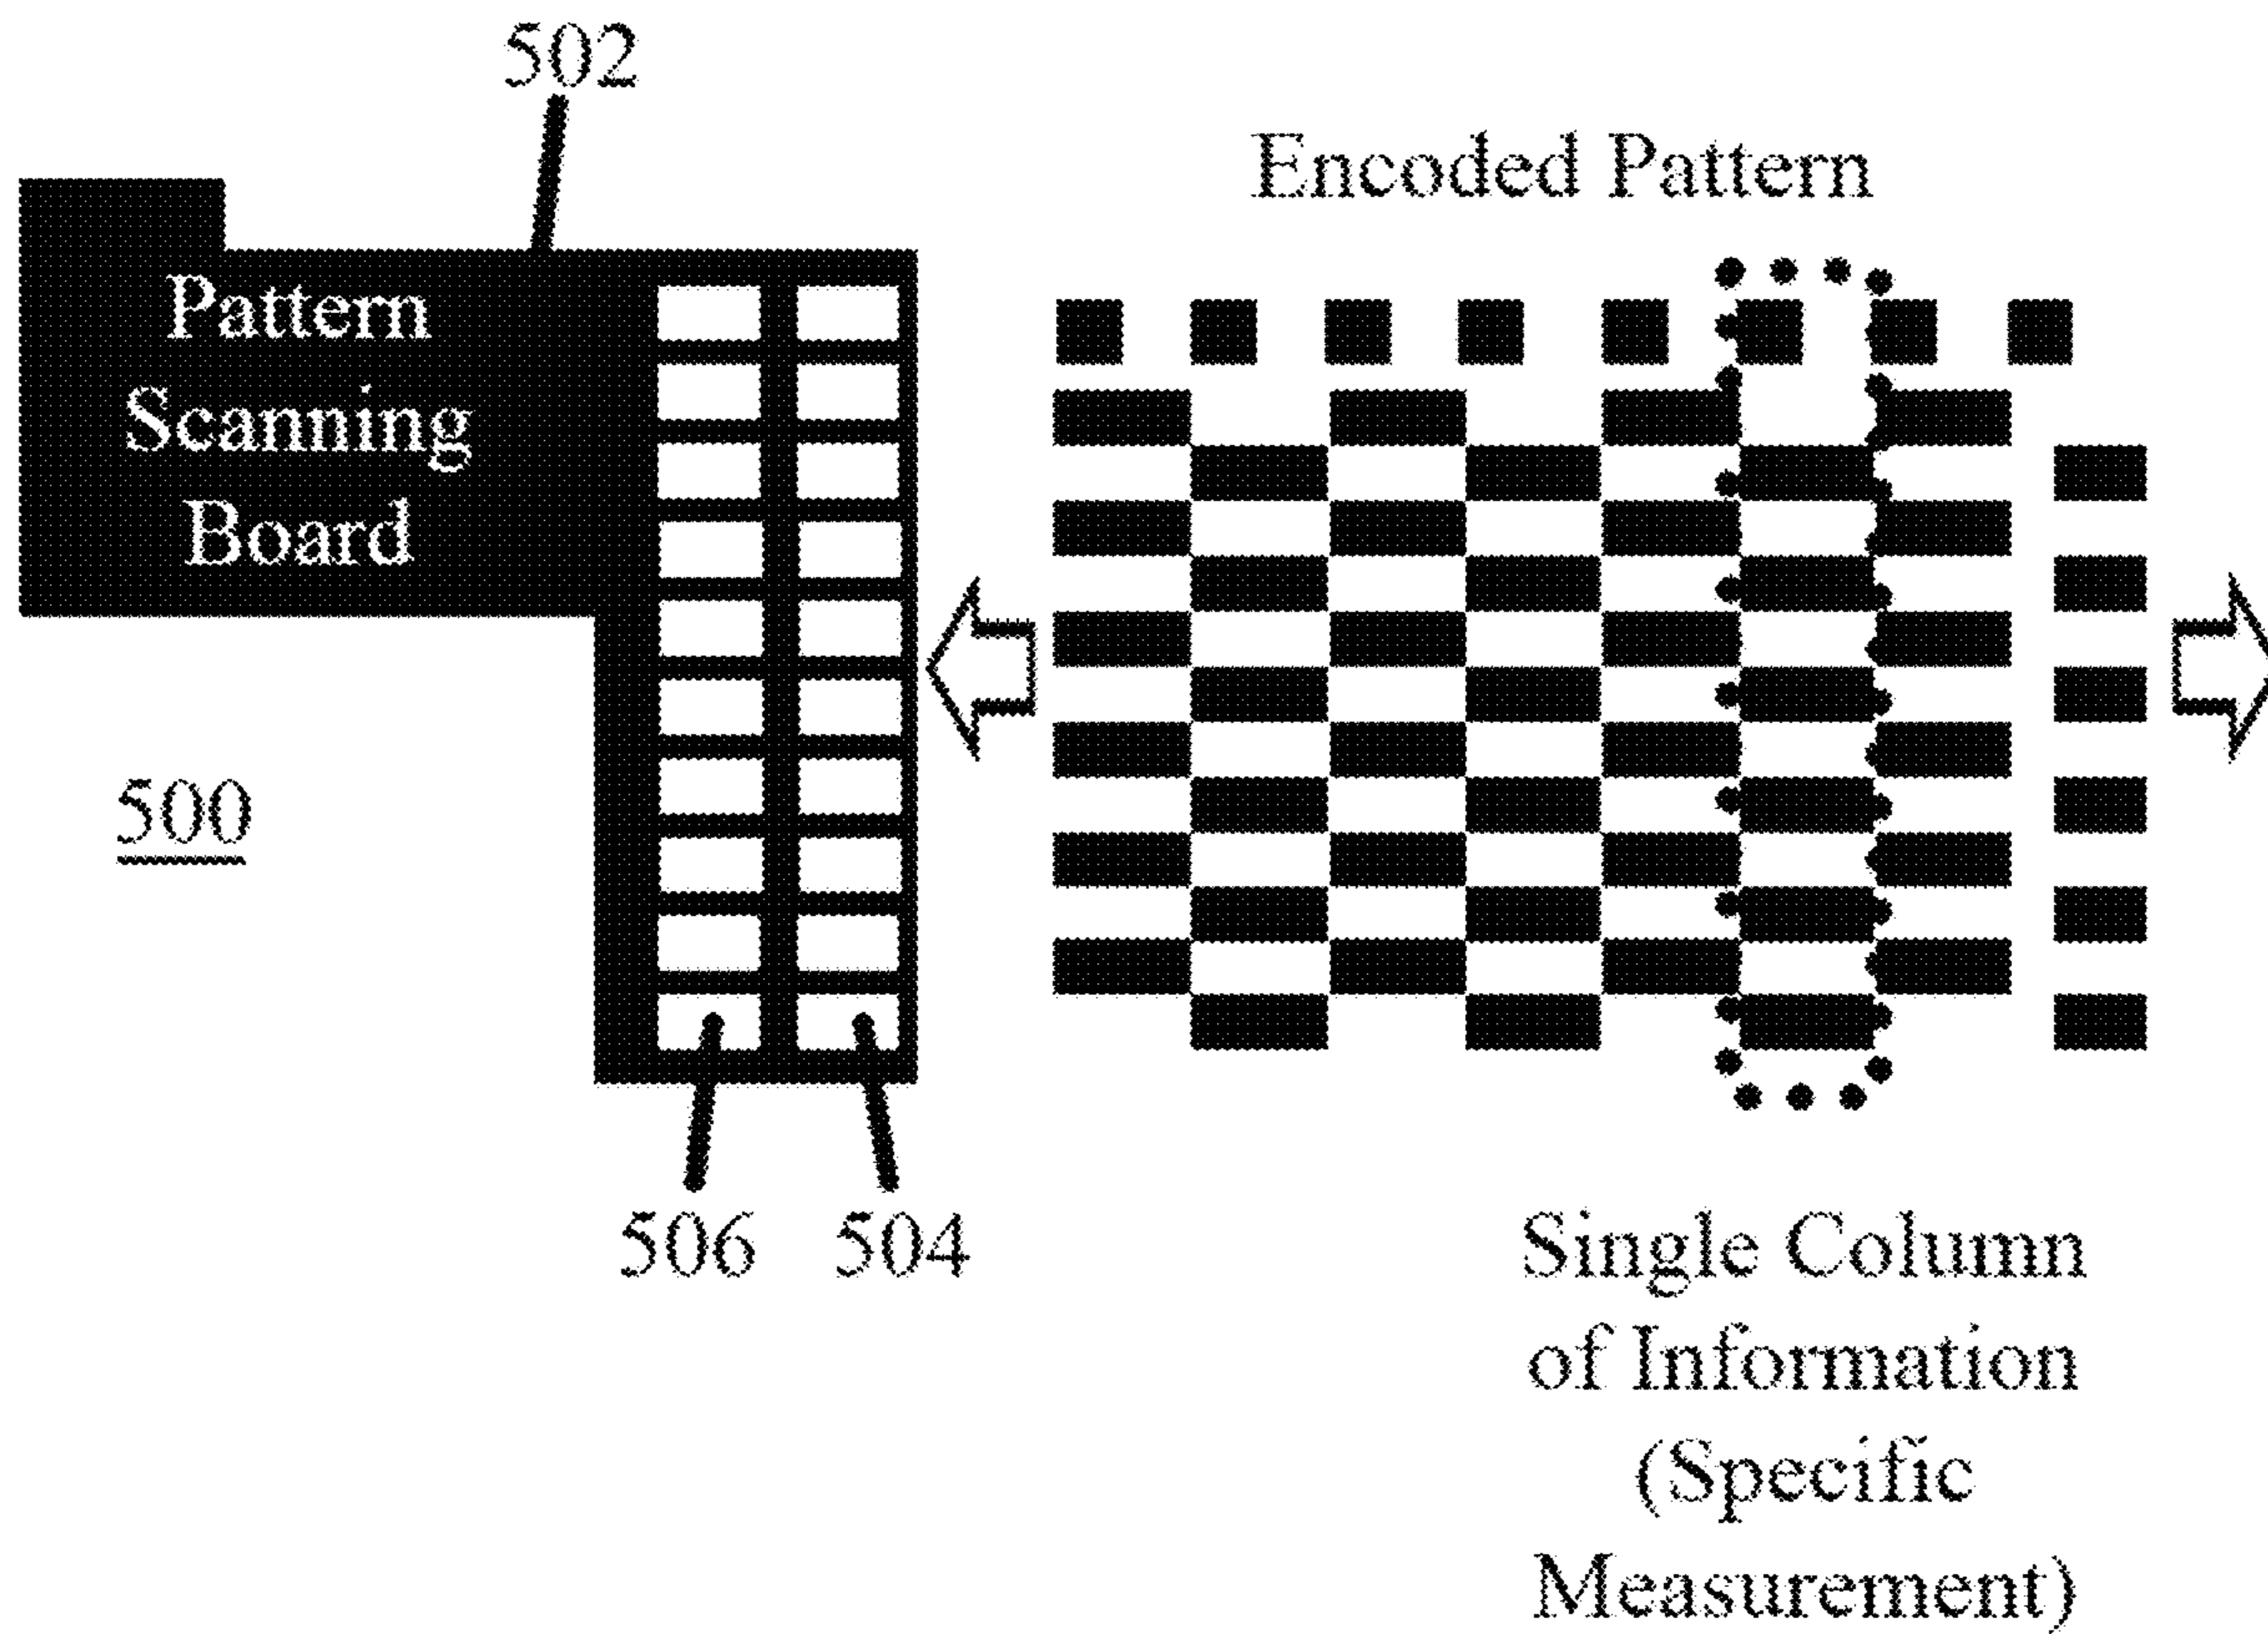 502
Encoded Pattern
Pattern
Scanning
Board
500
506 504
Single Column
of Information
(Specific
Measurement)